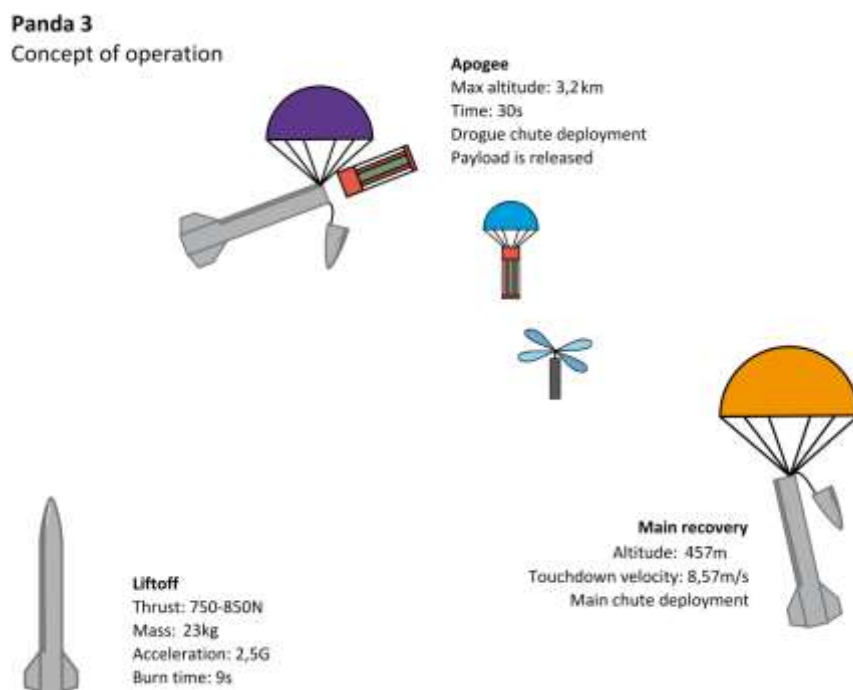 Panda 3
Concept of operation
Apogee
Max altitude: 3,2 km
Time: 30s
Drogue chute deployment
Payload is released
Main recovery
Altitude: 457m
Touchdown velocity: 8,57m/s
Main chute deployment
Liftoff
Thrust: 750-850N
Mass: 23kg
Acceleration: 2,5G
Burn time: 9s